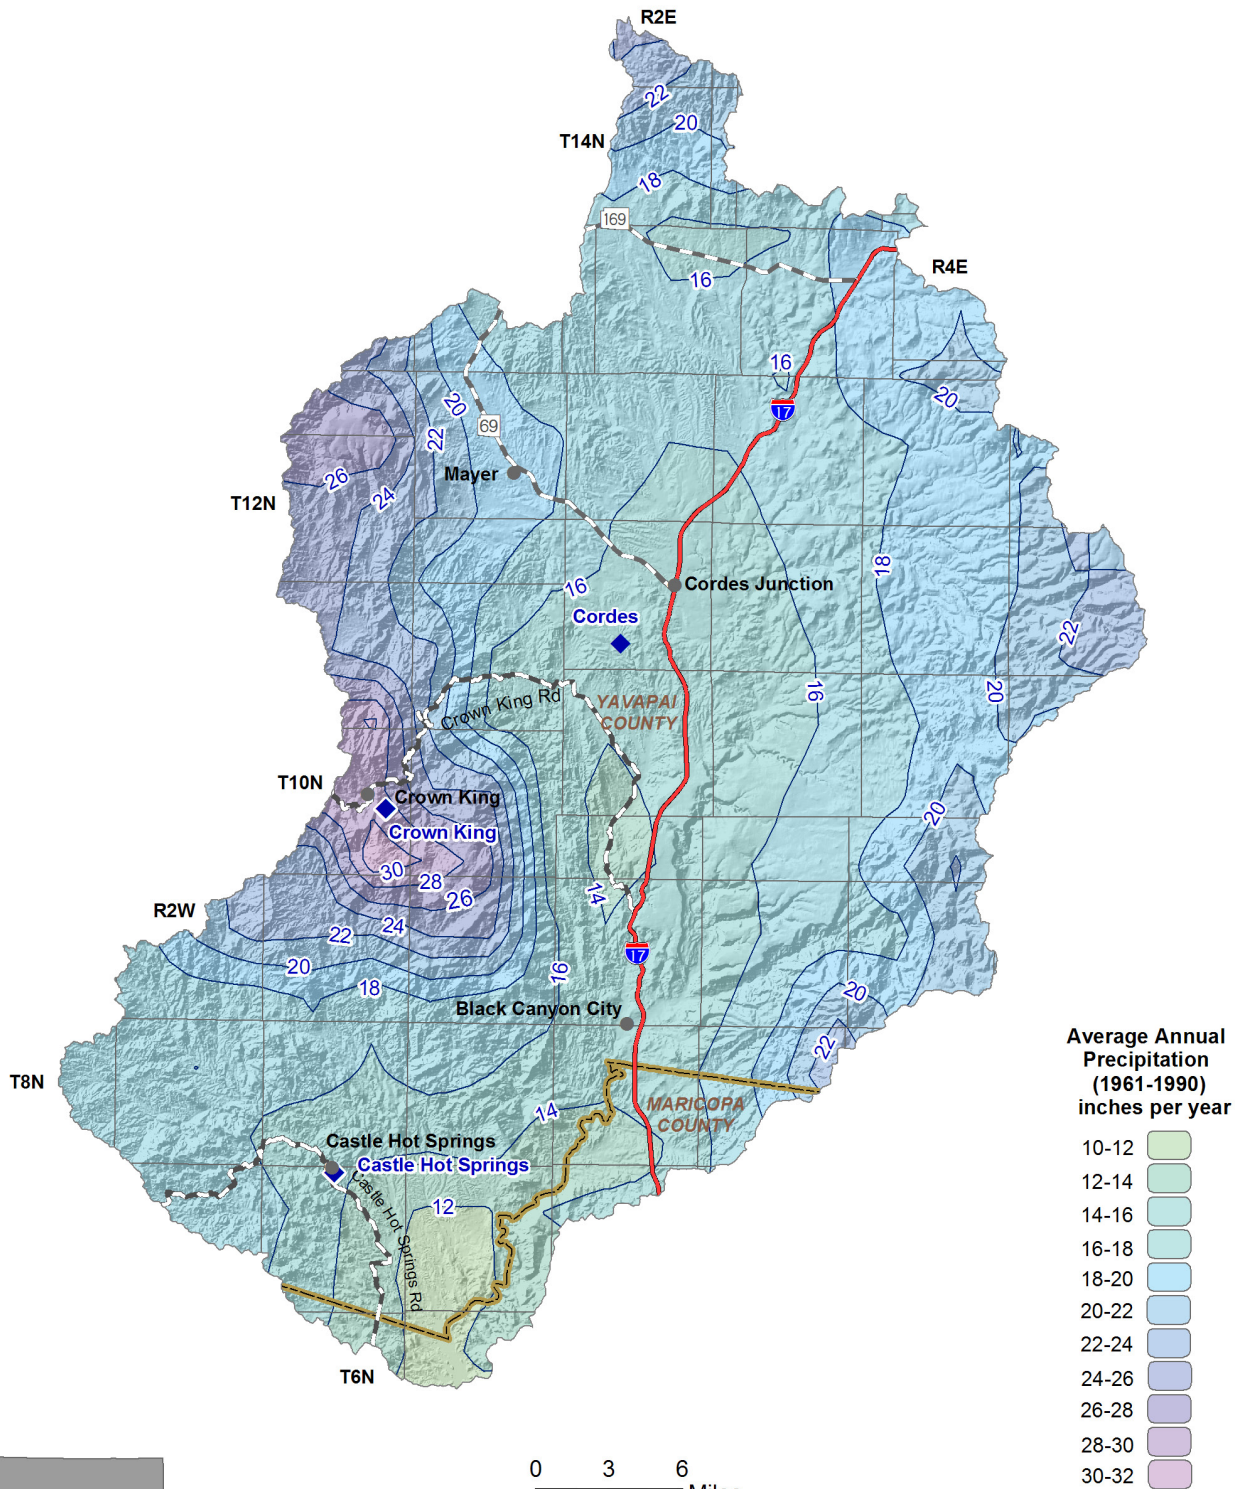 R2E
22
20
T14N
18
169
R4E
16
16
17
20
20
69
22
Mayer
26
24
T12N
18
16
Cordes Junction
Cordes
22
16
20
YAVAPAI
COUNTY
Crown King Rd
T10N
Crown King
Crown King
20
30
28
14
26
R2W
24
22
17
20
16
18
20
Black Canyon City
22
T8N
MARICOPA
COUNTY
14
Castle Hot Springs
Castle Hot Springs
Castle Hot Springs Rd
12
T6N
Average Annual
Precipitation
(1961-1990)
inches per year
10-12
12-14
14-16
16-18
18-20
20-22
22-24
24-26
26-28
28-30
30-32
0 3 6
Miles